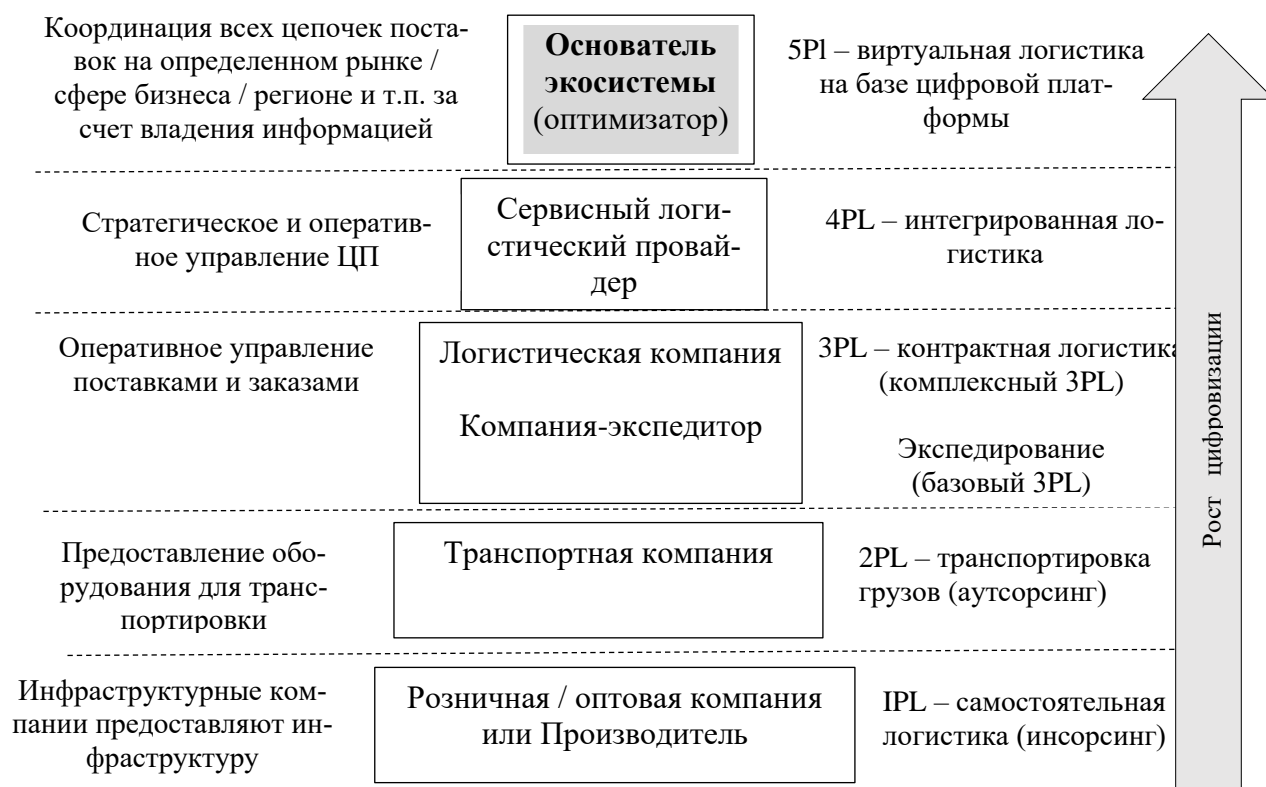 Координация всех цепочек поста-
вок на определенном рынке /
сфере бизнеса / регионе и т.п. за
счет владения информацией
Основатель
экосистемы
(оптимизатор)
5Pl – виртуальная логистика
на базе цифровой плат-
формы
Стратегическое и оператив-
ное управление ЦП
Сервисный логи-
стический провай-
дер
4PL – интегрированная ло-
гистика
Оперативное управление
поставками и заказами
Логистическая компания
Компания-экспедитор
3PL – контрактная логистика
(комплексный 3PL)
Экспедирование
(базовый 3PL)
Предоставление обо-
рудования для транс-
портировки
Транспортная компания
2PL – транспортировка
грузов (аутсорсинг)
Инфраструктурные ком-
пании предоставляют ин-
фраструктуру
Розничная / оптовая компания
или Производитель
IPL – самостоятельная
логистика (инсорсинг)
Рост цифровизации